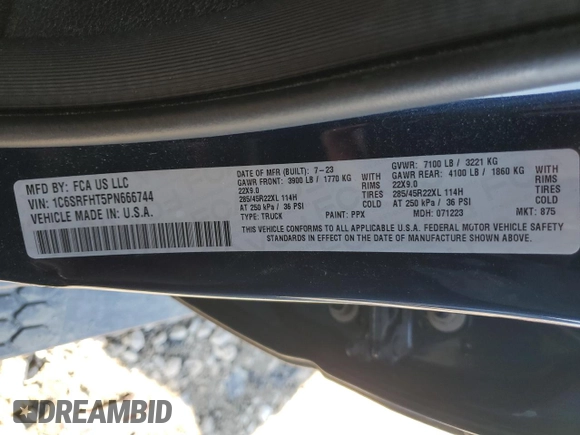 MFD BY: FCA US LLC
VIN: 1C6SRFHT5PN666744
VEHICLE MADE IN U.S.A.
DATE OF MFR (BUILT): 7-23
GAWR FRONT: 3900 LB / 1770 KG WITH
22X9.0 RIMS
285/45R22XL 114H TIRES
AT 250 kPa / 36 PSI COLD
TYPE: TRUCK PAINT: PPX
GVWR: 7100 LB / 3221 KG
GAWR REAR: 4100 LB / 1860 KG WITH
22X9.0 RIMS
285/45R22XL 114H TIRES
AT 250 kPa / 36 PSI COLD
MDH: 071223 MKT: 875
THIS VEHICLE CONFORMS TO ALL APPLICABLE U.S.A. FEDERAL MOTOR VEHICLE SAFETY
STANDARDS IN EFFECT ON THE DATE OF MANUFACTURE SHOWN ABOVE.
DREAMBID